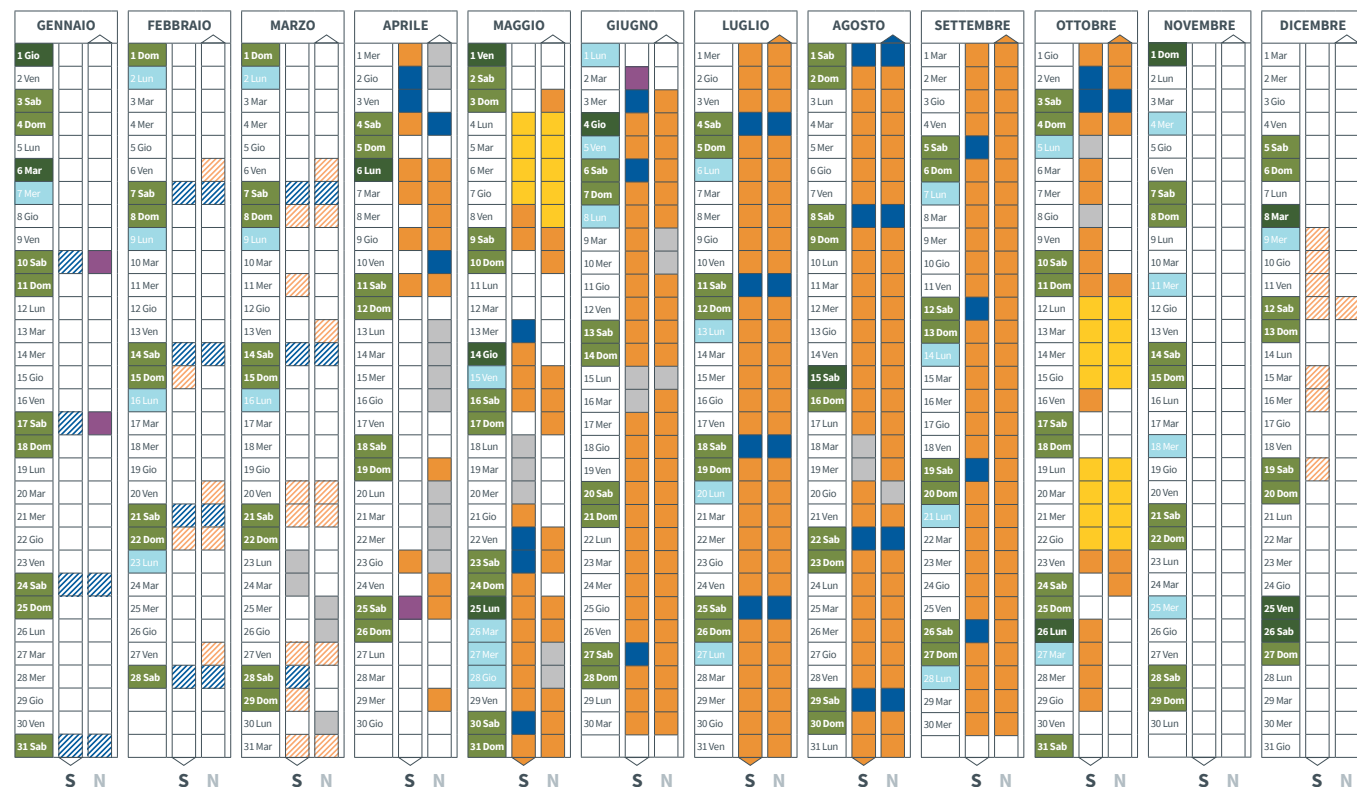 GENNAIO
1 Gio
2 Ven
3 Sab
4 Dom
5 Lun
6 Mar
7 Mer
8 Gio
9 Ven
10 Sab
11 Dom
12 Lun
13 Mar
14 Mer
15 Gio
16 Ven
17 Sab
18 Dom
19 Lun
20 Mar
21 Mer
22 Gio
23 Ven
24 Sab
25 Dom
26 Lun
27 Mar
28 Mer
29 Gio
30 Ven
31 Sab
S N
FEBBRAIO
1 Dom
2 Lun
3 Mar
4 Mer
5 Gio
6 Ven
7 Sab
8 Dom
9 Lun
10 Mar
11 Mer
12 Gio
13 Ven
14 Sab
15 Dom
16 Lun
17 Mar
18 Mer
19 Gio
20 Ven
21 Sab
22 Dom
23 Lun
24 Mar
25 Mer
26 Gio
27 Ven
28 Sab
S N
MARZO
1 Dom
2 Lun
3 Mar
4 Mer
5 Gio
6 Ven
7 Sab
8 Dom
9 Lun
10 Mar
11 Mer
12 Gio
13 Ven
14 Sab
15 Dom
16 Lun
17 Mar
18 Mer
19 Gio
20 Ven
21 Sab
22 Dom
23 Lun
24 Mar
25 Mer
26 Gio
27 Ven
28 Sab
29 Dom
30 Lun
31 Mar
S N
APRILE
1 Mer
2 Gio
3 Ven
4 Sab
5 Dom
6 Lun
7 Mar
8 Mer
9 Gio
10 Ven
11 Sab
12 Dom
13 Lun
14 Mar
15 Mer
16 Gio
17 Ven
18 Sab
19 Dom
20 Lun
21 Mar
22 Mer
23 Gio
24 Ven
25 Sab
26 Dom
27 Lun
28 Mar
29 Mer
30 Gio
S N
MAGGIO
1 Ven
2 Sab
3 Dom
4 Lun
5 Mar
6 Mer
7 Gio
8 Ven
9 Sab
10 Dom
11 Lun
12 Mar
13 Mer
14 Gio
15 Ven
16 Sab
17 Dom
18 Lun
19 Mar
20 Mer
21 Gio
22 Ven
23 Sab
24 Dom
25 Lun
26 Mar
27 Mer
28 Gio
29 Ven
30 Sab
31 Dom
S N
GIUGNO
1 Lun
2 Mar
3 Mer
4 Gio
5 Ven
6 Sab
7 Dom
8 Lun
9 Mar
10 Mer
11 Gio
12 Ven
13 Sab
14 Dom
15 Lun
16 Mar
17 Mer
18 Gio
19 Ven
20 Sab
21 Dom
22 Lun
23 Mar
24 Mer
25 Gio
26 Ven
27 Sab
28 Dom
29 Lun
30 Mar
S N
LUGLIO
1 Mer
2 Gio
3 Ven
4 Sab
5 Dom
6 Lun
7 Mar
8 Mer
9 Gio
10 Ven
11 Sab
12 Dom
13 Lun
14 Mar
15 Mer
16 Gio
17 Ven
18 Sab
19 Dom
20 Lun
21 Mar
22 Mer
23 Gio
24 Ven
25 Sab
26 Dom
27 Lun
28 Mar
29 Mer
30 Gio
31 Ven
S N
AGOSTO
1 Sab
2 Dom
3 Lun
4 Mar
5 Mer
6 Gio
7 Ven
8 Sab
9 Dom
10 Lun
11 Mar
12 Mer
13 Gio
14 Ven
15 Sab
16 Dom
17 Lun
18 Mar
19 Mer
20 Gio
21 Ven
22 Sab
23 Dom
24 Lun
25 Mar
26 Mer
27 Gio
28 Ven
29 Sab
30 Dom
31 Lun
S N
SETTEMBRE
1 Mar
2 Mer
3 Gio
4 Ven
5 Sab
6 Dom
7 Lun
8 Mar
9 Mer
10 Gio
11 Ven
12 Sab
13 Dom
14 Lun
15 Mar
16 Mer
17 Gio
18 Ven
19 Sab
20 Dom
21 Lun
22 Mar
23 Mer
24 Gio
25 Ven
26 Sab
27 Dom
28 Lun
29 Mar
30 Mer
S N
OTTOBRE
1 Gio
2 Ven
3 Sab
4 Dom
5 Lun
6 Mar
7 Mer
8 Gio
9 Ven
10 Sab
11 Dom
12 Lun
13 Mar
14 Mer
15 Gio
16 Ven
17 Sab
18 Dom
19 Lun
20 Mar
21 Mer
22 Gio
23 Ven
24 Sab
25 Dom
26 Lun
27 Mar
28 Mer
29 Gio
30 Ven
31 Sab
S N
NOVEMBRE
1 Dom
2 Lun
3 Mar
4 Mer
5 Gio
6 Ven
7 Sab
8 Dom
9 Lun
10 Mar
11 Mer
12 Gio
13 Ven
14 Sab
15 Dom
16 Lun
17 Mar
18 Mer
19 Gio
20 Ven
21 Sab
22 Dom
23 Lun
24 Mar
25 Mer
26 Gio
27 Ven
28 Sab
29 Dom
30 Lun
S N
DICEMBRE
1 Mar
2 Mer
3 Gio
4 Ven
5 Sab
6 Dom
7 Lun
8 Mar
9 Mer
10 Gio
11 Ven
12 Sab
13 Dom
14 Lun
15 Mar
16 Mer
17 Gio
18 Ven
19 Sab
20 Dom
21 Lun
22 Mar
23 Mer
24 Gio
25 Ven
26 Sab
27 Dom
28 Lun
29 Mar
30 Mer
31 Gio
S N